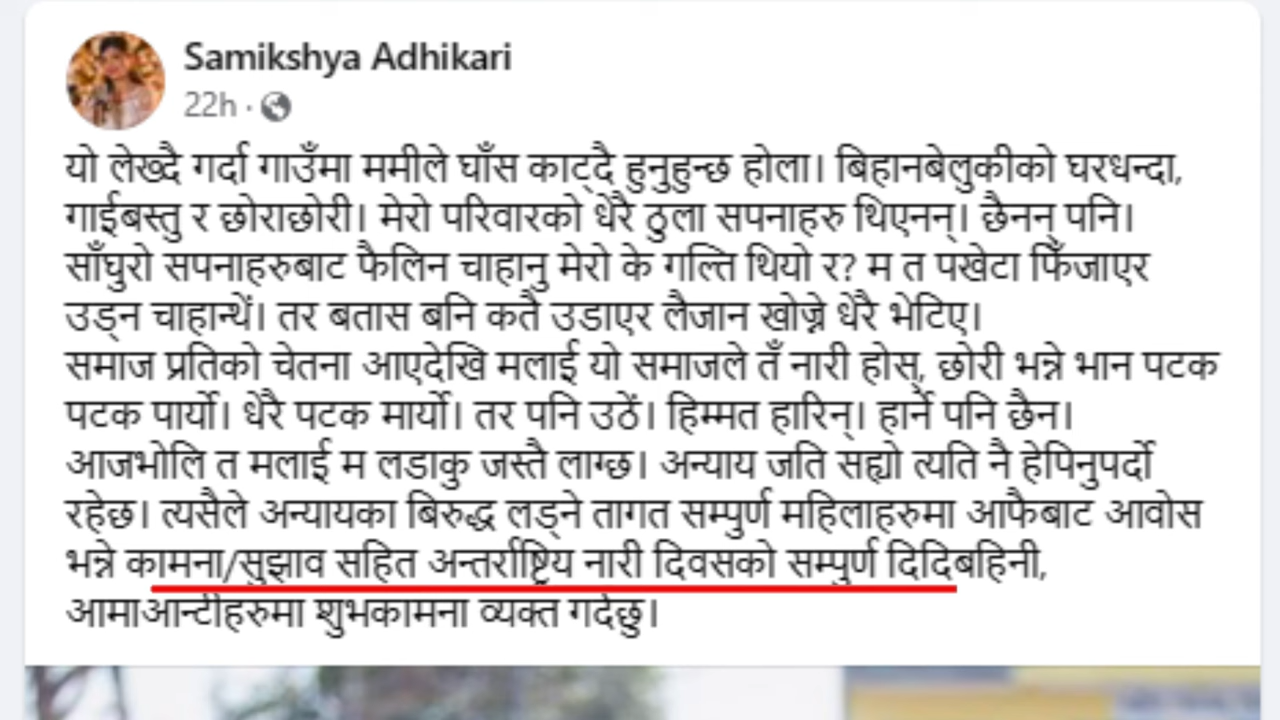 Samikshya Adhikari
22h ·
यो लेख्दै गर्दा गाउँमा ममीले घाँस काट्दै हुनुहुन्छ होला। बिहानबेलुकीको घरधन्दा,
गाईबस्तु र छोराछोरी। मेरो परिवारको धेरै ठुला सपनाहरु थिएनन्। छैनन् पनि।
साँघुरो सपनाहरुबाट फैलिन चाहानु मेरो के गल्ति थियो र? म त पखेटा फिँजाएर
उड्न चाहान्थें। तर बतास बनि कतै उडाएर लैजान खोज्ने धेरै भेटिए।
समाज प्रतिको चेतना आएदेखि मलाई यो समाजले तँ नारी होस्, छोरी भन्ने भान पटक
पटक पार्यो। धेरै पटक मार्यो। तर पनि उठें। हिम्मत हारिन्। हार्ने पनि छैन।
आजभोलि त मलाई म लडाकु जस्तै लाग्छ। अन्याय जति सह्यो त्यति नै हेपिनुपर्दो
रहेछ। त्यसैले अन्यायका बिरुद्ध लड्ने तागत सम्पुर्ण महिलाहरुमा आफैबाट आवोस
भन्ने कामना/सुझाव सहित अन्तर्राष्ट्रिय नारी दिवसको सम्पुर्ण दिदिबहिनी,
आमाआन्टीहरुमा शुभकामना व्यक्त गर्दछु।